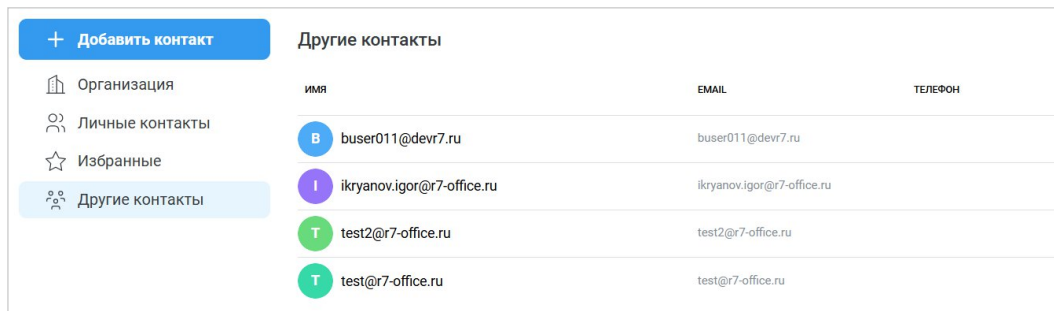 Добавить контакт
Организация
Личные контакты
Избранные
Другие контакты
Другие контакты
ИМЯ EMAIL ТЕЛЕФОН
B buser011@devr7.ru buser011@devr7.ru
I ikryanov.igor@r7-office.ru ikryanov.igor@r7-office.ru
T test2@r7-office.ru test2@r7-office.ru
T test@r7-office.ru test@r7-office.ru